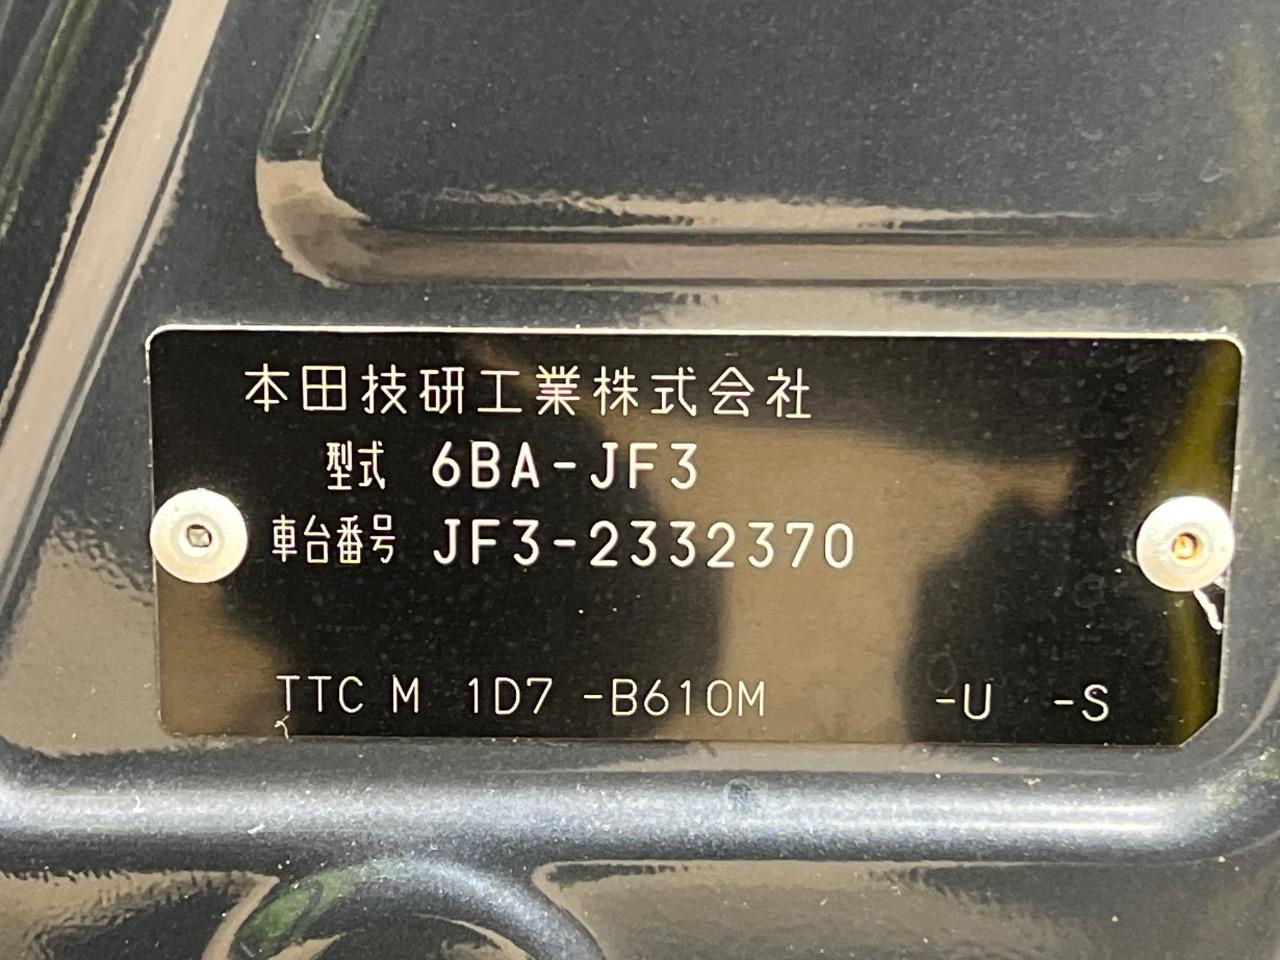 本田技研工業株式会社
型式 6BA-JF3
車台番号 JF3-2332370
TTC M 1D7 -B610M -U -S